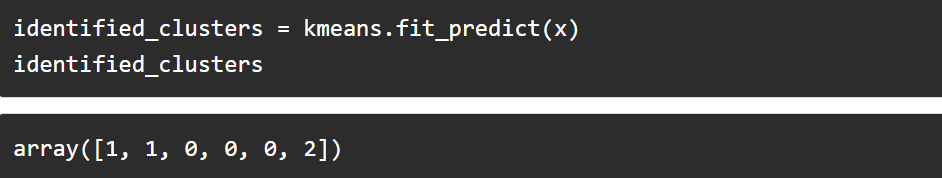 identified_clusters = kmeans.fit_predict(x)
identified_clusters
array([1, 1, 0, 0, 0, 2])